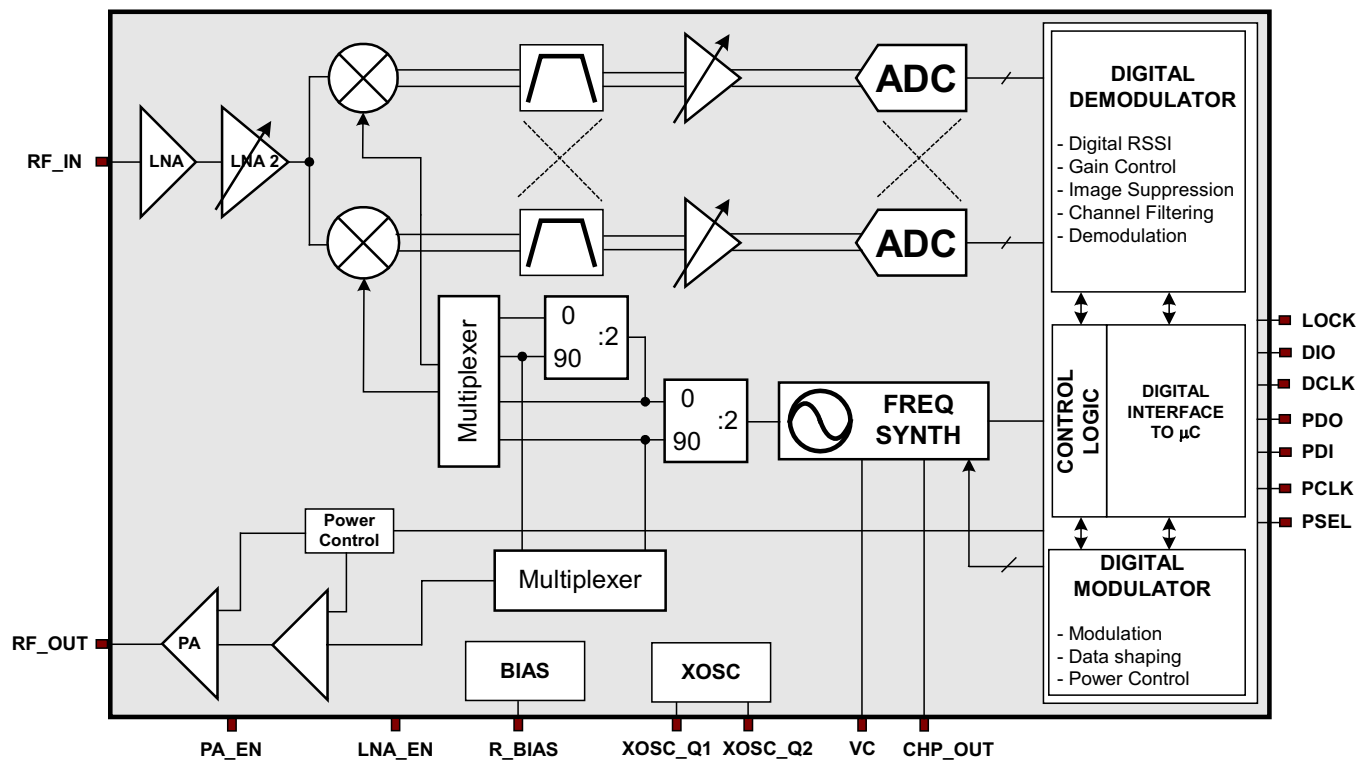 ADC
DIGITAL
DEMODULATOR
- Digital RSSI
- Gain Control
- Image Suppression
- Channel Filtering
- Demodulation
RF_IN
LNA
LNA 2
ADC
Multiplexer
0
:2
90
0
:2
90
FREQ
SYNTH
CONTROL
LOGIC
DIGITAL
INTERFACE
TO µC
LOCK
DIO
DCLK
PDO
PDI
PCLK
PSEL
Power
Control
Multiplexer
DIGITAL
MODULATOR
- Modulation
- Data shaping
- Power Control
RF_OUT
PA
BIAS
XOSC
PA_EN
LNA_EN
R_BIAS
XOSC_Q1
XOSC_Q2
VC
CHP_OUT